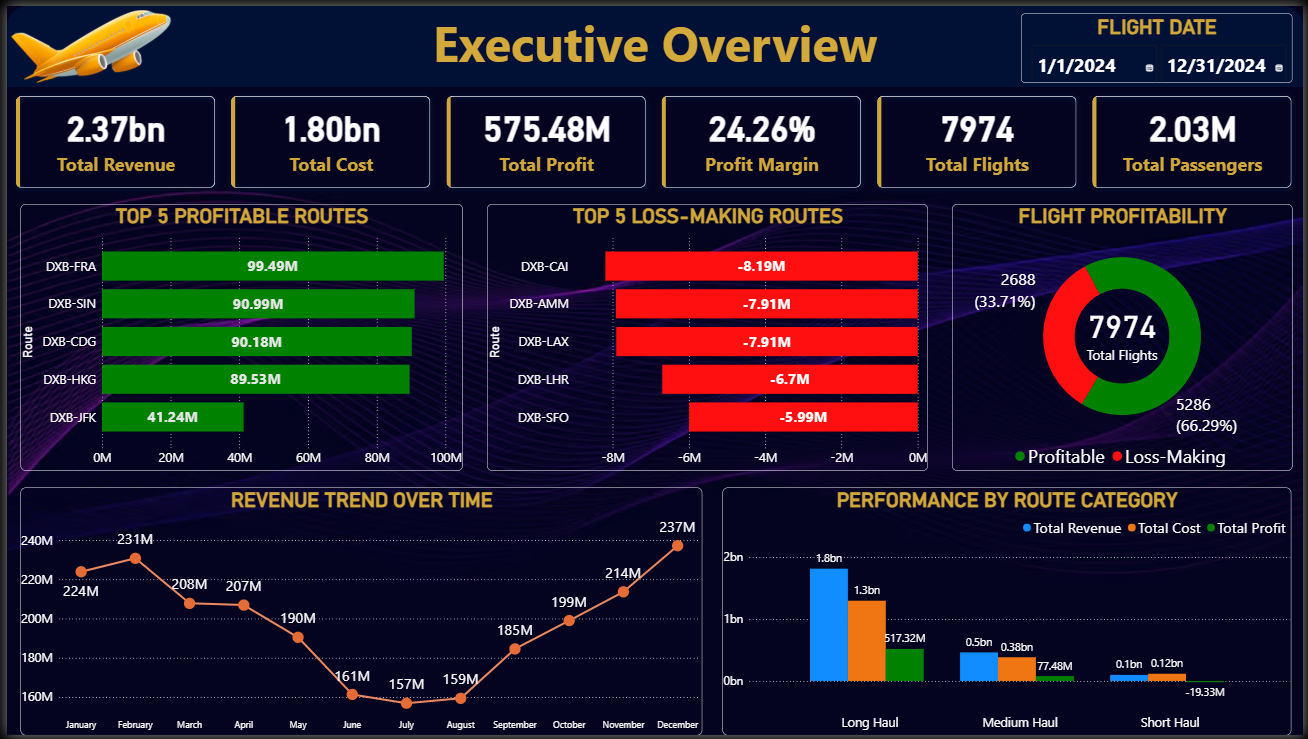 Executive Overview
FLIGHT DATE
1/1/2024
12/31/2024
2.37bn
Total Revenue
1.80bn
Total Cost
575.48M
Total Profit
24.26%
Profit Margin
7974
Total Flights
2.03M
Total Passengers
TOP 5 PROFITABLE ROUTES
Route
DXB-FRA
99.49M
DXB-SIN
90.99M
DXB-CDG
90.18M
DXB-HKG
89.53M
DXB-JFK
41.24M
0M 20M 40M 60M 80M 100M
TOP 5 LOSS-MAKING ROUTES
Route
DXB-CAI
-8.19M
DXB-AMM
-7.91M
DXB-LAX
-7.91M
DXB-LHR
-6.7M
DXB-SFO
-5.99M
-8M -6M -4M -2M 0M
FLIGHT PROFITABILITY
2688
(33.71%)
7974
Total Flights
5286
(66.29%)
Profitable Loss-Making
REVENUE TREND OVER TIME
240M
220M
200M
180M
160M
224M
231M
208M
207M
190M
161M
157M
159M
185M
199M
214M
237M
January February March April May June July August September October November December
PERFORMANCE BY ROUTE CATEGORY
Total Revenue Total Cost Total Profit
2bn
1bn
0bn
1.8bn
1.3bn
517.32M
0.5bn
0.38bn
77.48M
0.1bn
0.12bn
-19.33M
Long Haul Medium Haul Short Haul